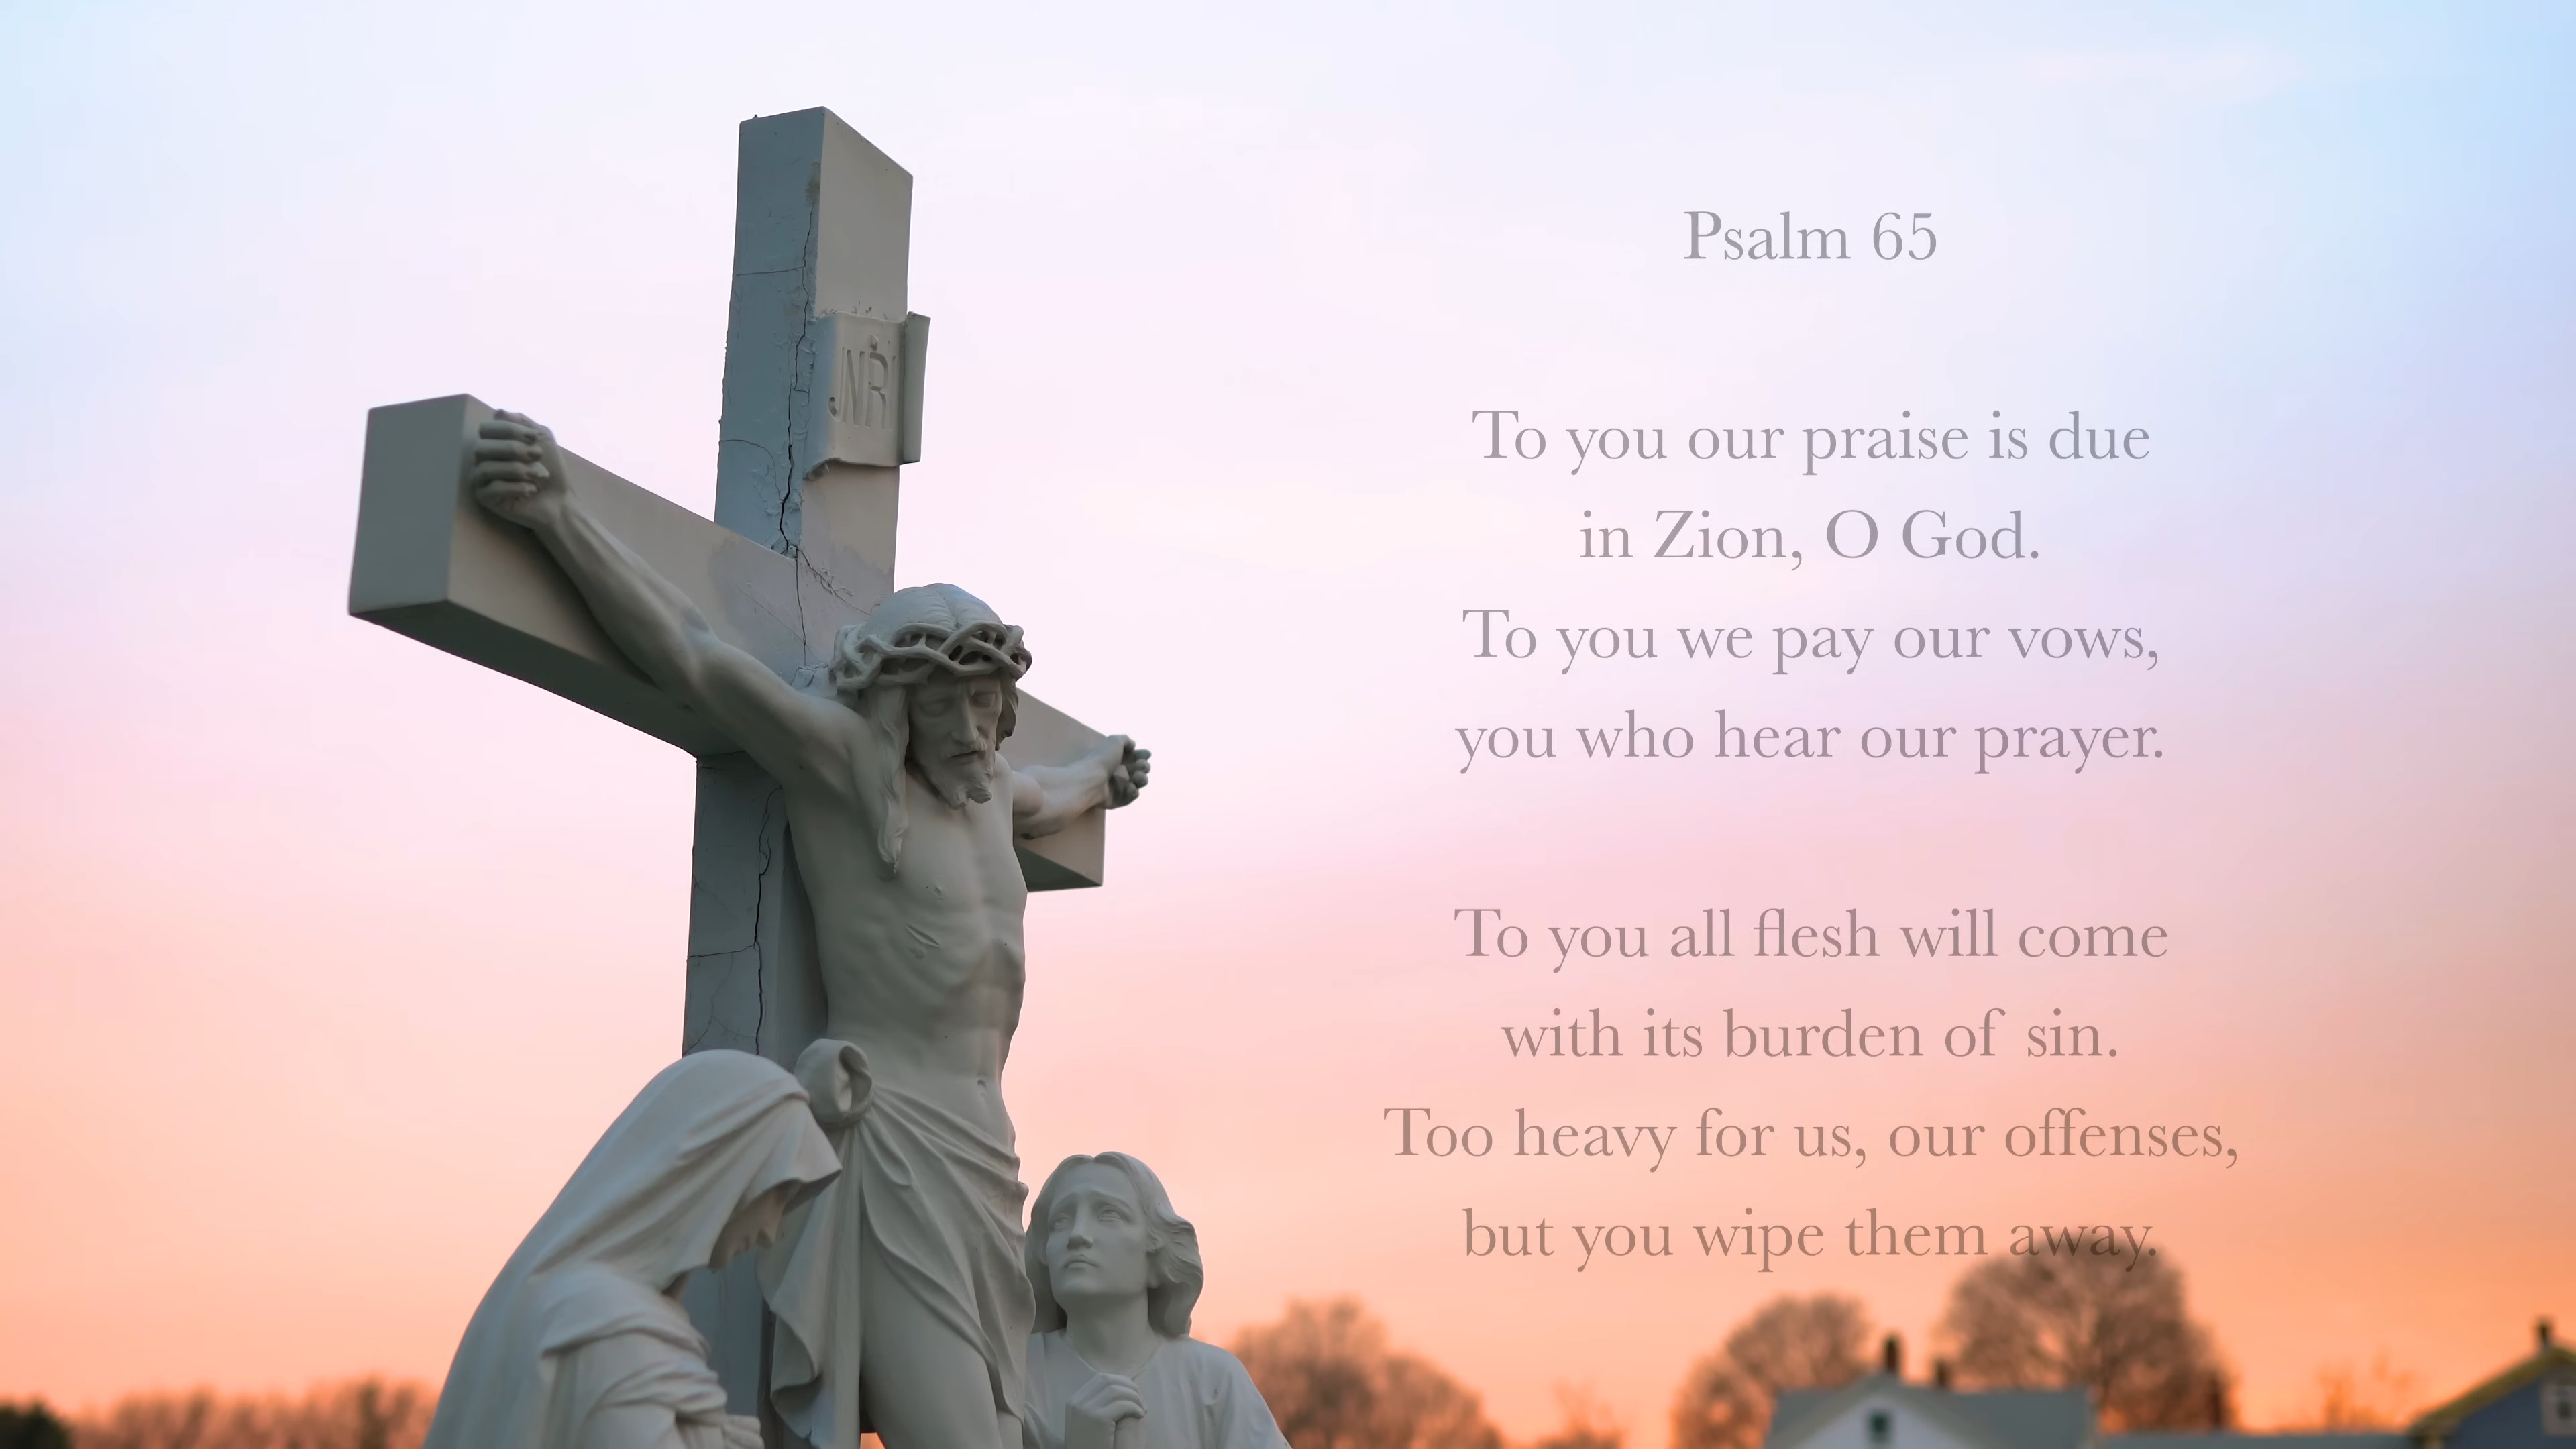 JNRI
Psalm 65
To you our praise is due
in Zion, O God.
To you we pay our vows,
you who hear our prayer.
To you all flesh will come
with its burden of sin.
Too heavy for us, our offenses,
but you wipe them away.